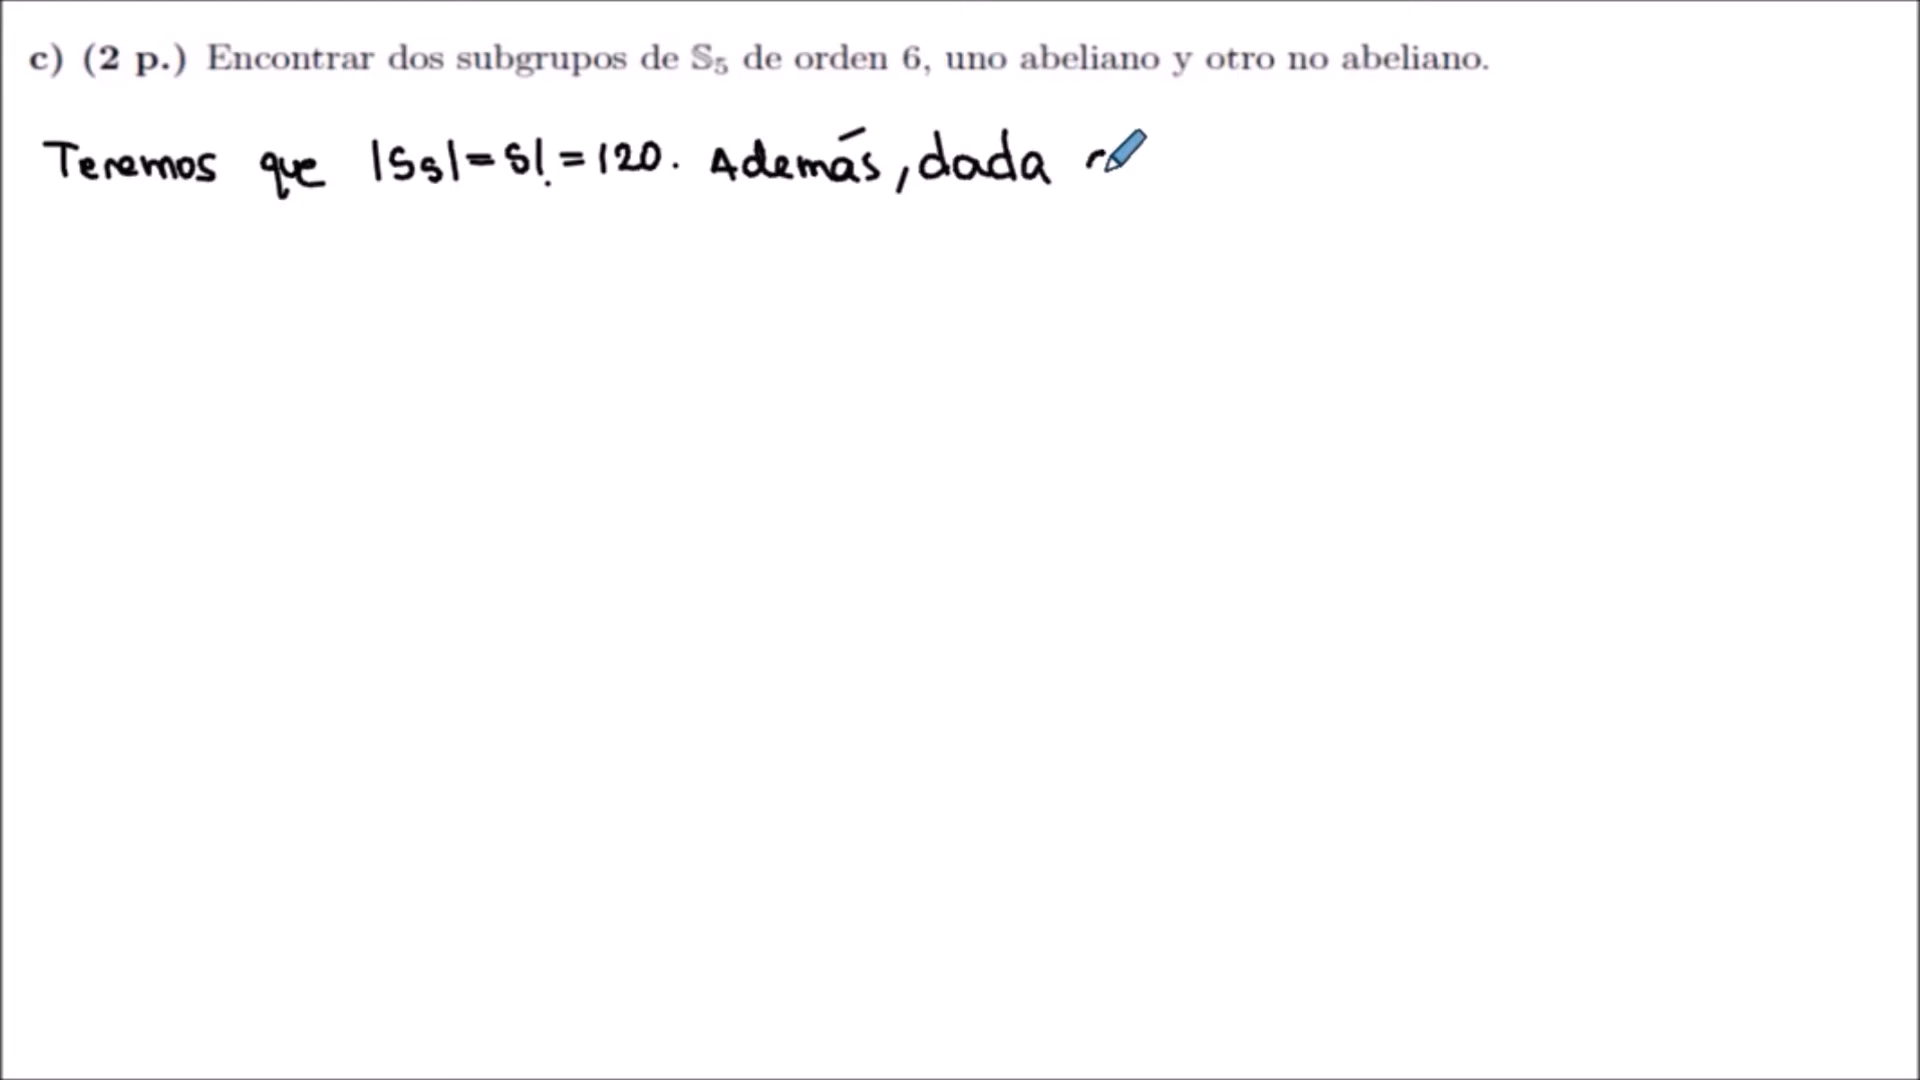 c) (2 p.) Encontrar dos subgrupos de 𝕊₅ de orden 6, uno abeliano y otro no abeliano.
Tenemos que |S₅| = 5! = 120. Además, dada